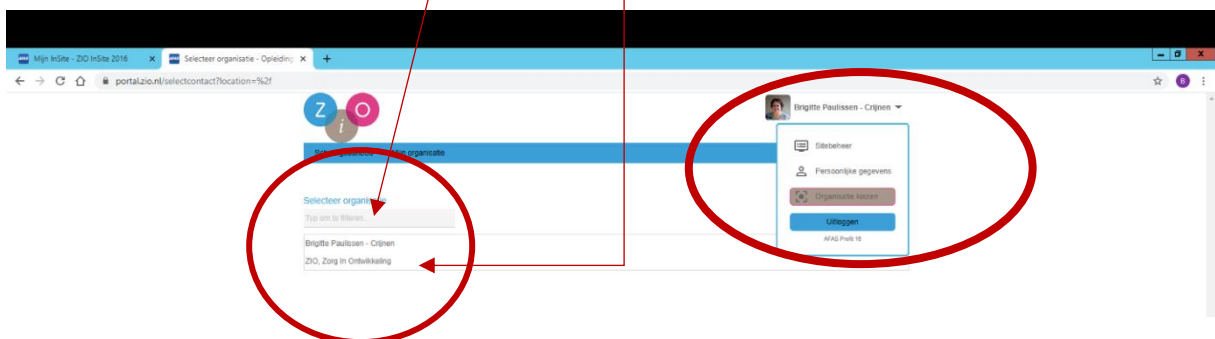 Mijn InSite - ZIO InSite 2016
Selecteer organisatie - Opleiding
portal.zio.nl/selectcontact?location=%2f
B
Z
i
O
Brigitte Paulissen - Crijnen
organisatie
Sitebeheer
Persoonlijke gegevens
Organisatie kiezen
Uitloggen
AFAS Profit 16
Selecteer organisatie
Typ om te filteren
Brigitte Paulissen - Crijnen
ZIO, Zorg in Ontwikkeling